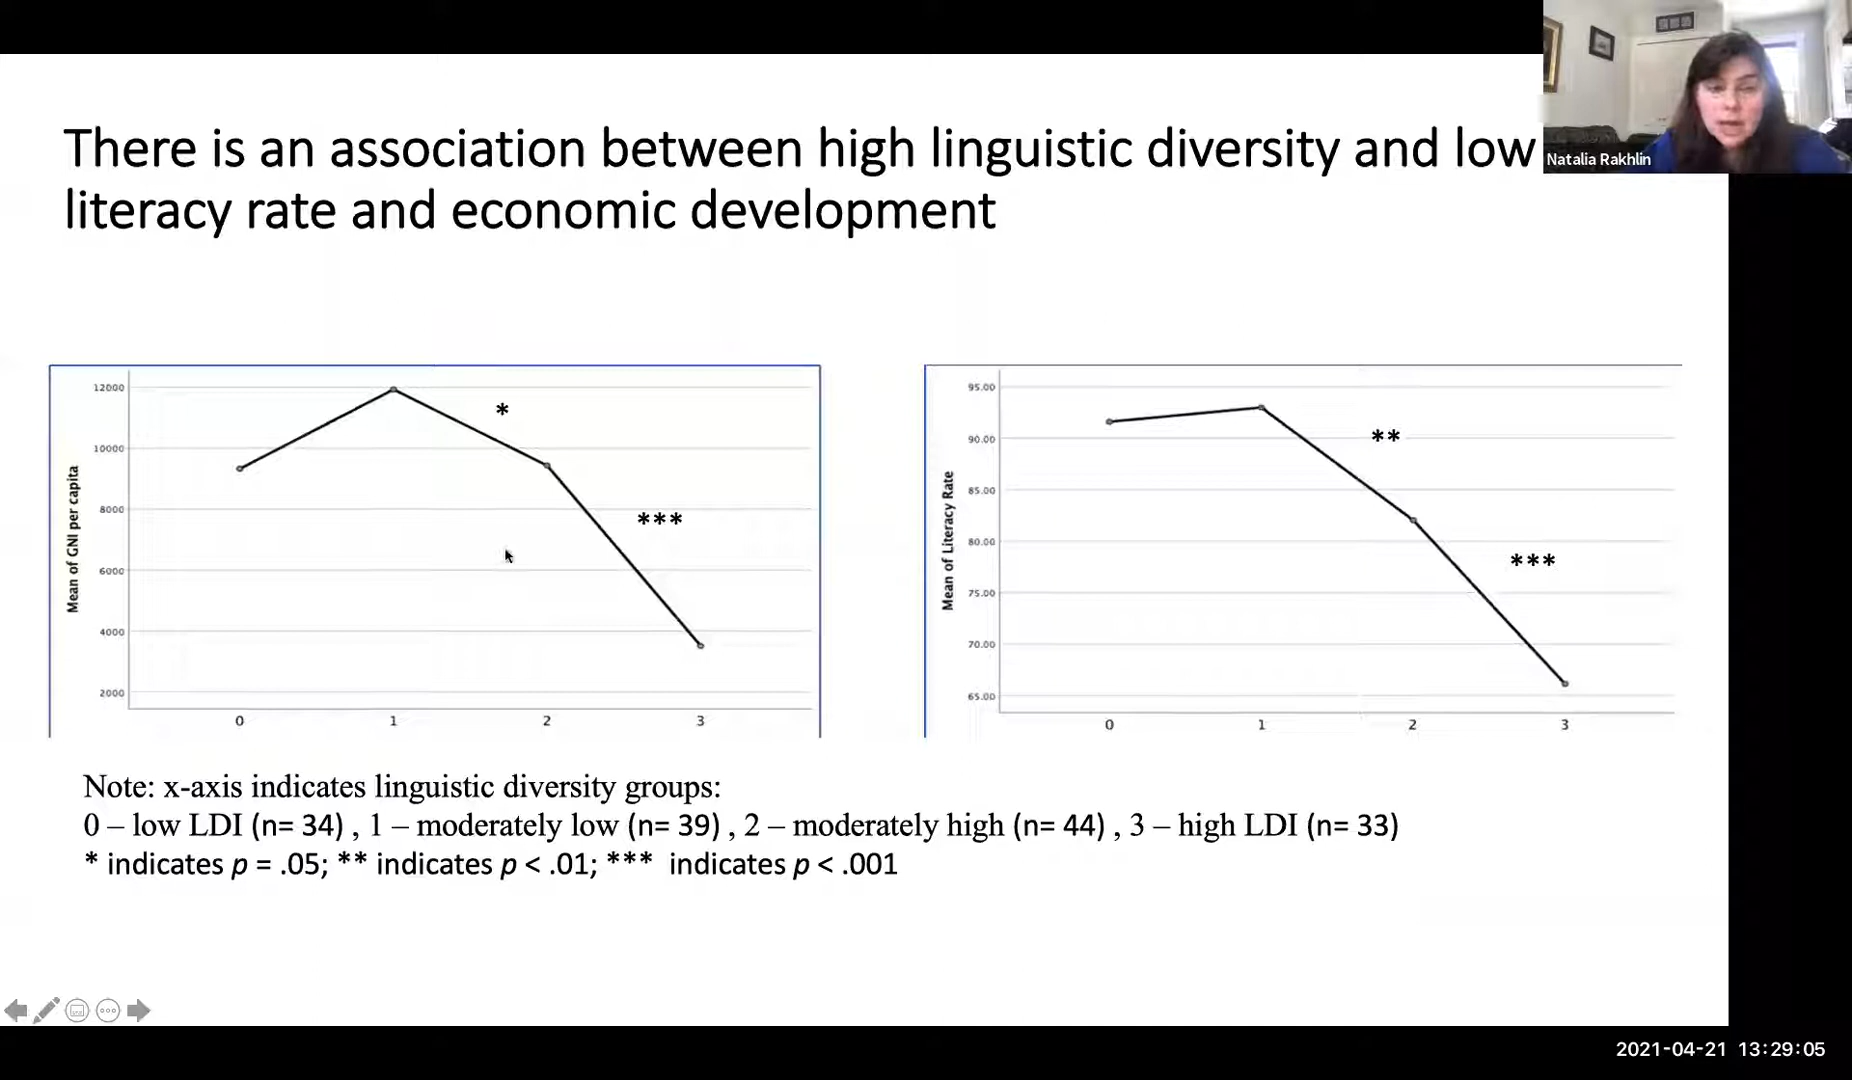 There is an association between high linguistic diversity and low
literacy rate and economic development
Natalia Rakhlin
Mean of GNI per capita
12000
10000
8000
6000
4000
2000
0 1 2 3
*
***
Mean of Literacy Rate
95.00
90.00
85.00
80.00
75.00
70.00
65.00
0 1 2 3
**
***
Note: x-axis indicates linguistic diversity groups:
0 – low LDI (n= 34) , 1 – moderately low (n= 39) , 2 – moderately high (n= 44) , 3 – high LDI (n= 33)
* indicates p = .05; ** indicates p < .01; *** indicates p < .001
2021-04-21 13:29:05